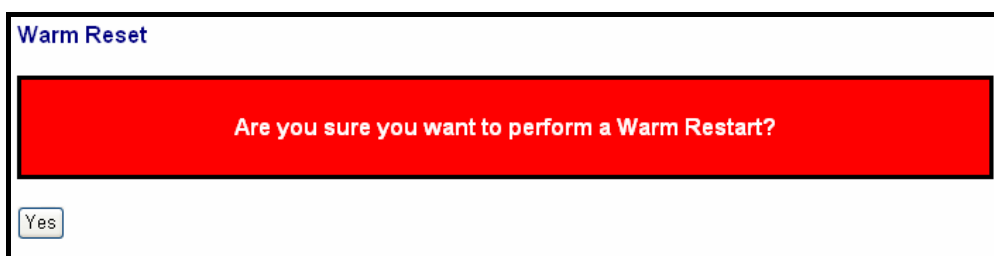 Warm Reset
Are you sure you want to perform a Warm Restart?
Yes